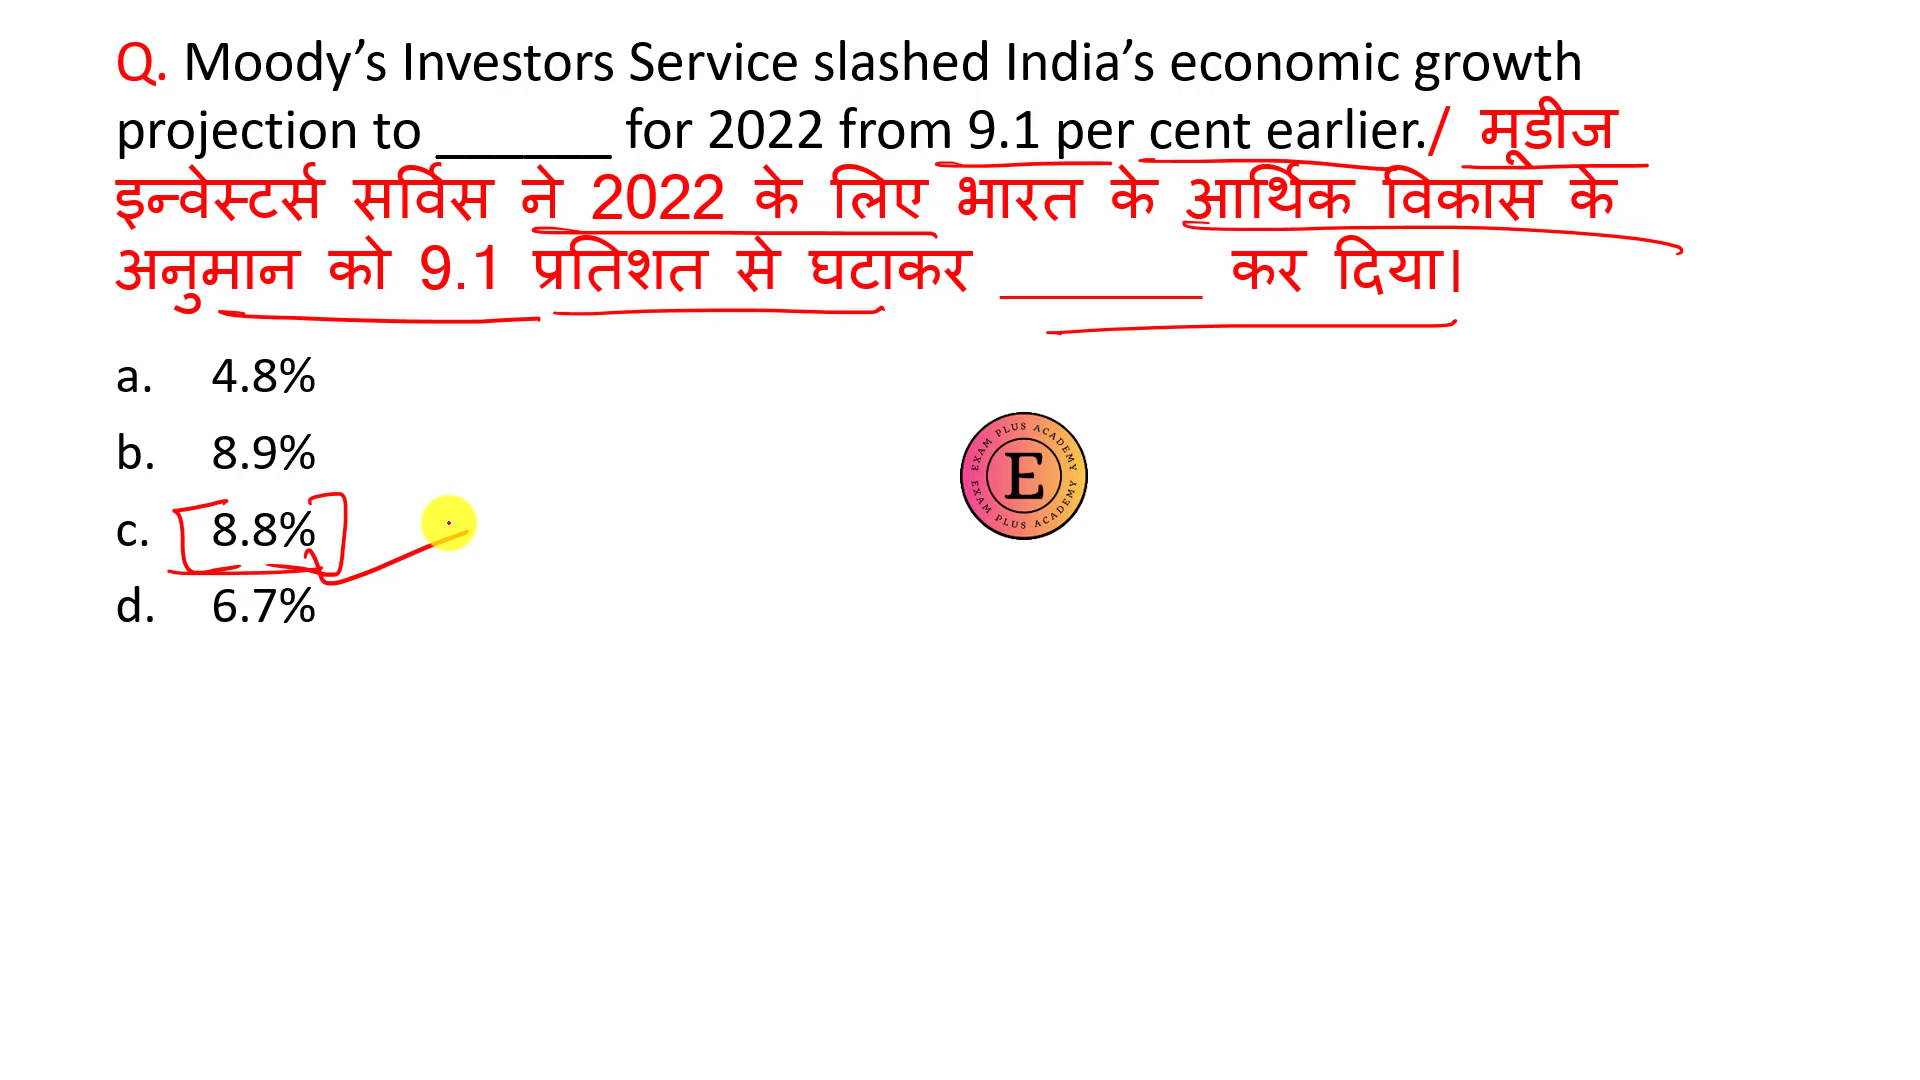 Q. Moody’s Investors Service slashed India’s economic growth
projection to ______ for 2022 from 9.1 per cent earlier./ मूडीज
इन्वेस्टर्स सर्विस ने 2022 के लिए भारत के आर्थिक विकास के
अनुमान को 9.1 प्रतिशत से घटाकर ______ कर दिया।
a. 4.8%
b. 8.9%
c. 8.8%
d. 6.7%
EXAM PLUS ACADEMY
E
EXAM PLUS ACADEMY